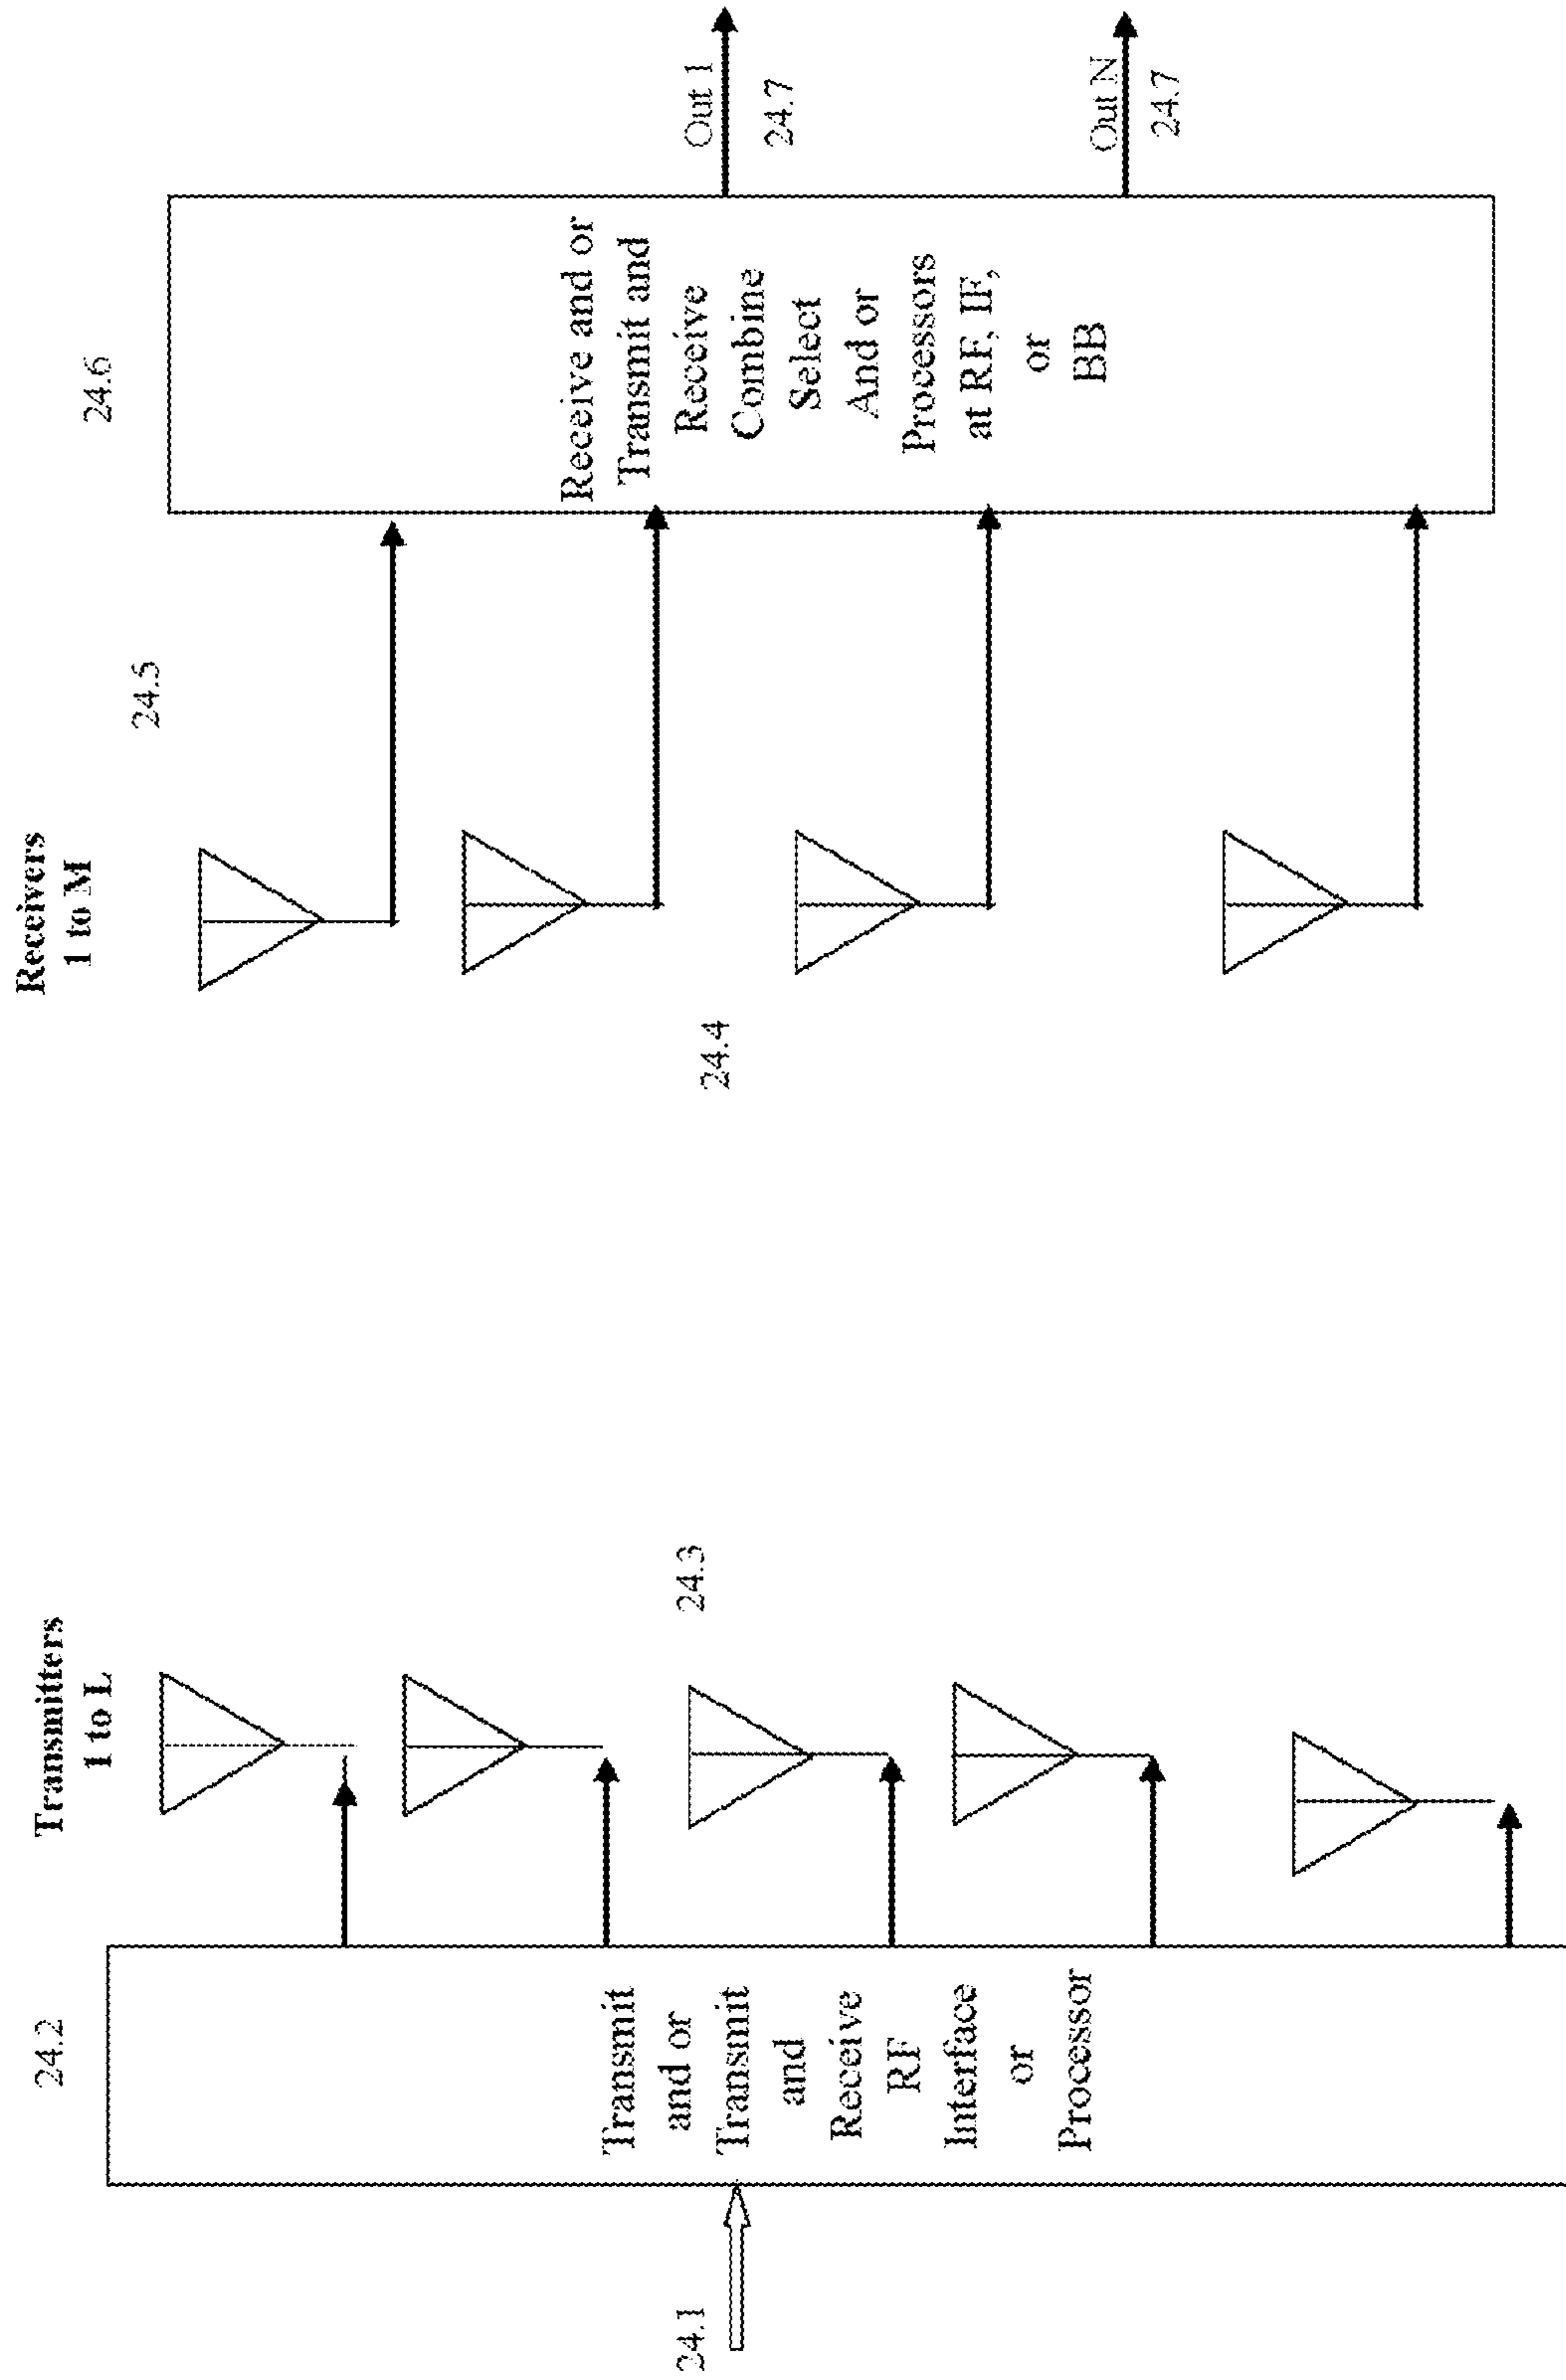 24.1
24.2
Transmit
and or
Transmit
and
Receive
RF
Interface
or
Processor
Transmitters
1 to L
24.3
24.4
Receivers
1 to M
24.5
24.6
Receive and or
Transmit and
Receive
Combine
Select
And or
Processors
at RF, IF,
or
BB
Out 1
24.7
Out N
24.7